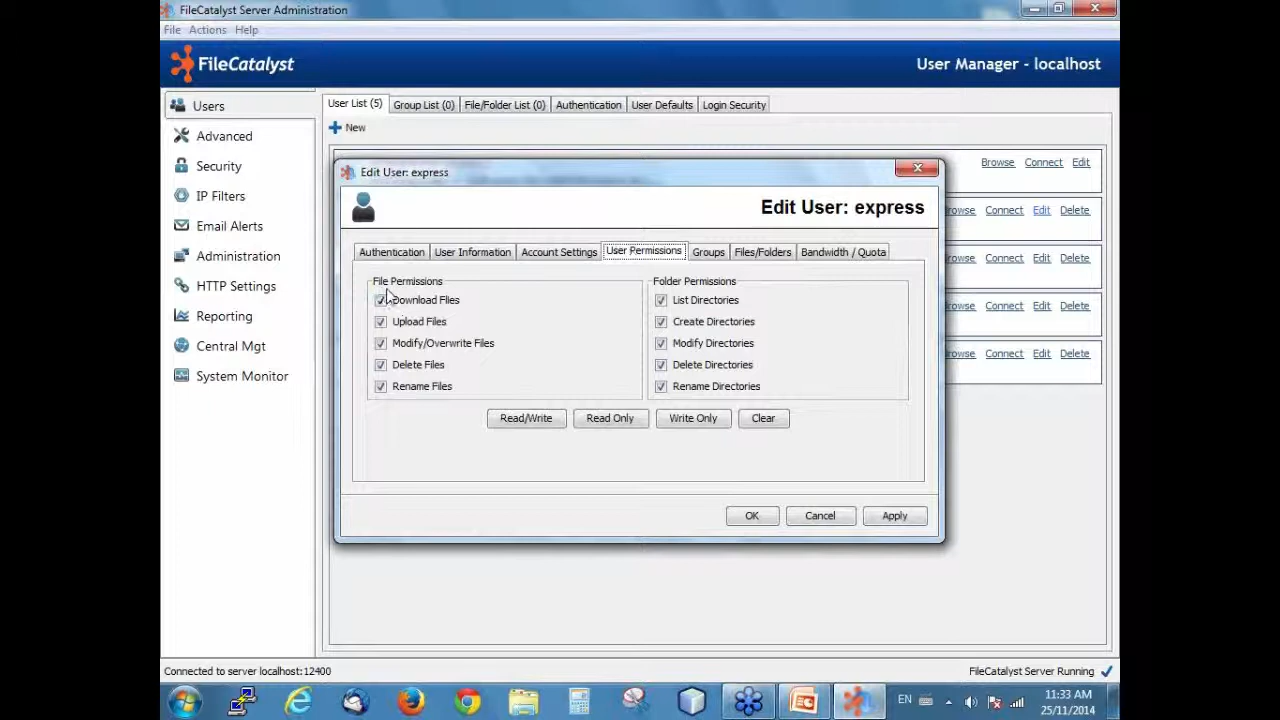 FileCatalyst Server Administration
File Actions Help
FileCatalyst
User Manager - localhost
Users
Advanced
Security
IP Filters
Email Alerts
Administration
HTTP Settings
Reporting
Central Mgt
System Monitor
User List (5) Group List (0) File/Folder List (0) Authentication User Defaults Login Security
New
Browse Connect Edit
Connect Edit Delete
Connect Edit Delete
Connect Edit Delete
Connect Edit Delete
Edit User: express
Edit User: express
Authentication User Information Account Settings User Permissions Groups Files/Folders Bandwidth / Quota
File Permissions
Download Files
Upload Files
Modify/Overwrite Files
Delete Files
Rename Files
Folder Permissions
List Directories
Create Directories
Modify Directories
Delete Directories
Rename Directories
Read/Write Read Only Write Only Clear
OK Cancel Apply
Connected to server localhost:12400
FileCatalyst Server Running
EN
11:33 AM
25/11/2014